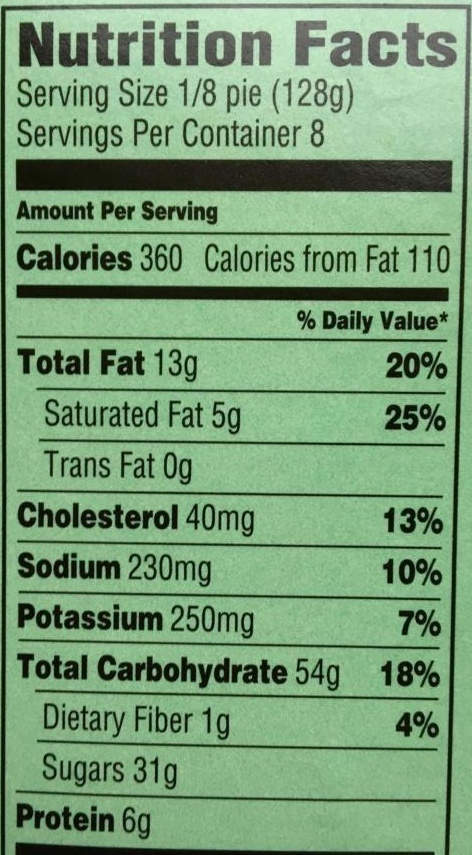 Nutrition Facts
Serving Size 1/8 pie (128g)
Servings Per Container 8
Amount Per Serving
Calories 360 Calories from Fat 110
% Daily Value*
Total Fat 13g 20%
Saturated Fat 5g 25%
Trans Fat 0g
Cholesterol 40mg 13%
Sodium 230mg 10%
Potassium 250mg 7%
Total Carbohydrate 54g 18%
Dietary Fiber 1g 4%
Sugars 31g
Protein 6g